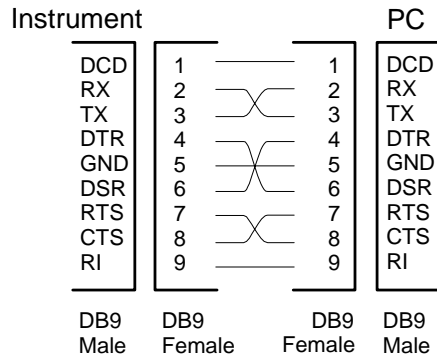 Instrument PC
DCD 1 1 DCD
RX 2 2 RX
TX 3 3 TX
DTR 4 4 DTR
GND 5 5 GND
DSR 6 6 DSR
RTS 7 7 RTS
CTS 8 8 CTS
RI 9 9 RI
DB9 DB9 DB9 DB9
Male Female Female Male